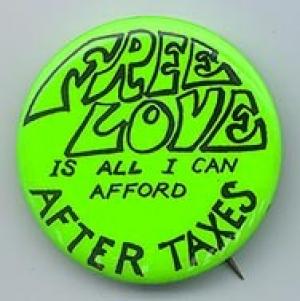 FREE
LOVE
IS ALL I CAN
AFFORD
AFTER TAXES